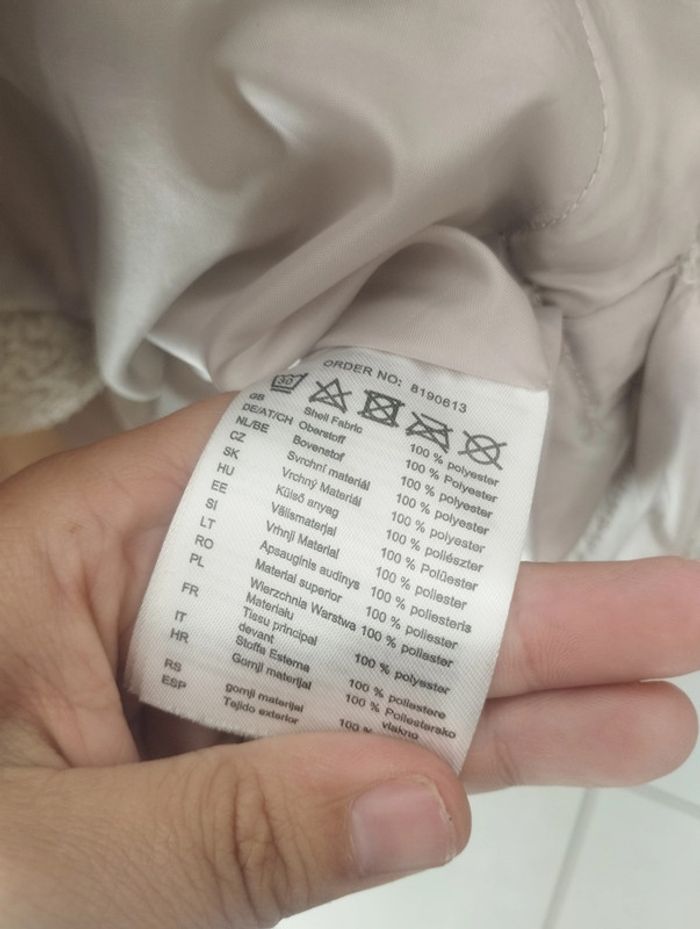 ORDER NO: 8190613
30
GB Shell Fabric 100 % polyester
DE/AT/CH Oberstoff 100 % Polyester
NL/BE Bovenstof 100 % polyester
CZ Svrchní materiál 100 % polyester
SK Vrchný Materiál 100 % polyester
HU Külső anyag 100 % poliészter
EE Välismaterjal 100 % Polüester
SI Vrhnji Material 100 % poliester
LT Apsauginis audinys 100 % poliesteris
RO Material superior 100 % poliester
PL Wierzchnia Warstwa 100 % poliester
Materialu
FR Tissu principal 100 % polyester
devant
IT Stoffa Esterna 100 % poliestere
HR Gornji materijal 100 % Poliestersko
vlakno
RS gornji materijal 100 %
ESP Tejido exterior